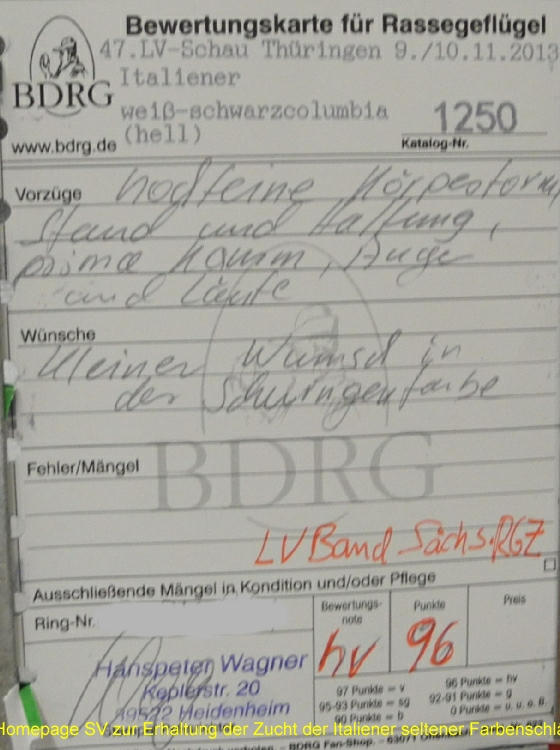 Bewertungskarte für Rassegeflügel
47.LV-Schau Thüringen 9./10.11.2013
Italiener
BDRG
weiß-schwarzcolumbia
(hell)
1250
www.bdrg.de
Katalog-Nr.
Vorzüge hochfeine Körperform,
Stand und Haltung,
prima Kamm, Auge
und Läufe
Wünsche
Kleiner Wunsch in
der Schwingenfarbe
BDRG
Fehler/Mängel
LV Band Sächs.RGZ
Ausschließende Mängel in Kondition und/oder Pflege
Ring-Nr.
Bewertungs-
note
Punkte
Preis
hv
96
Hanspeter Wagner
Keplerstr. 20
89522 Heidenheim
97 Punkte = v
96 Punkte = hv
95-93 Punkte = sg
92-91 Punkte = g
90 Punkte = b
0 Punkte = u. u. o. B.
Homepage SV zur Erhaltung der Zucht der Italiener seltener Farbenschl
BDRG Fan-Shop